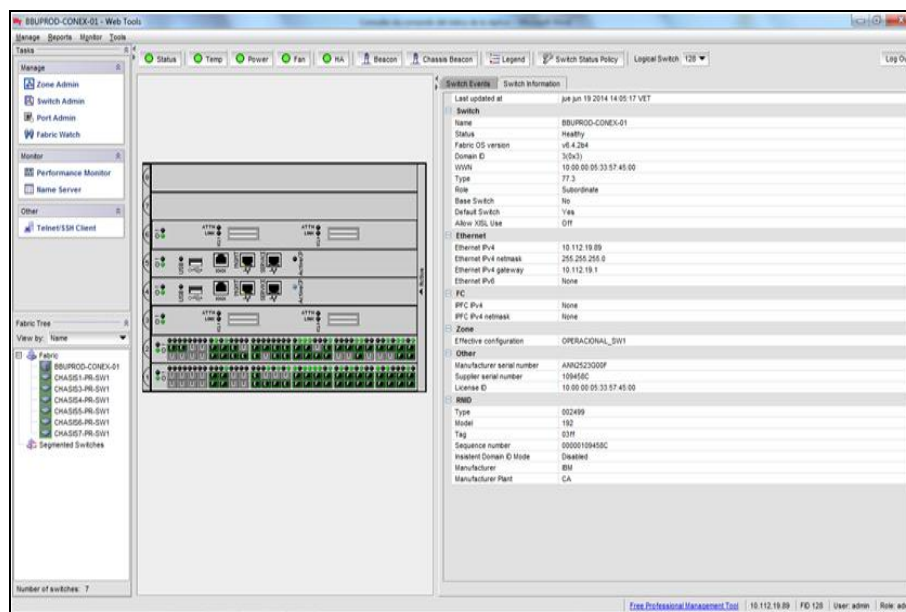 BBUPROD-CONEX-01 - Web Tools
Manage Reports Monitor Tools
Tasks
Manage
Zone Admin
Switch Admin
Port Admin
Fabric Watch
Monitor
Performance Monitor
Name Server
Other
Telnet/SSH Client
Fabric Tree
View by: Name
Fabric
BBUPROD-CONEX-01
CHASIS1-PR-SW1
CHASIS3-PR-SW1
CHASIS4-PR-SW1
CHASIS5-PR-SW1
CHASIS6-PR-SW1
CHASIS7-PR-SW1
Segmented Switches
Number of switches: 7
Status Temp Power Fan HA Beacon Chassis Beacon Legend Switch Status Policy Logical Switch 128 Log Ou
Switch Events Switch Information
Last updated at jue jun 19 2014 14:05:17 VET
Switch
Name BBUPROD-CONEX-01
Status Healthy
Fabric OS version v6.4.2b4
Domain ID 3(0x3)
WWN 10:00:00:05:33:57:45:00
Type 77.3
Role Subordinate
Base Switch No
Default Switch Yes
Allow XISL Use Off
Ethernet
Ethernet IPv4 10.112.19.89
Ethernet IPv4 netmask 255.255.255.0
Ethernet IPv4 gateway 10.112.19.1
Ethernet IPv6 None
FC
IPFC IPv4 None
IPFC IPv4 netmask None
Zone
Effective configuration OPERACIONAL_SW1
Other
Manufacturer serial number ANN2523G00F
Supplier serial number 109458C
License ID 10:00:00:05:33:57:45:00
RNID
Type 002499
Model 192
Tag 03ff
Sequence number 00000109458C
Insistent Domain ID Mode Disabled
Manufacturer IBM
Manufacturer Plant CA
Free Professional Management Tool 10.112.19.89 FID 128 User: admin Role: ad